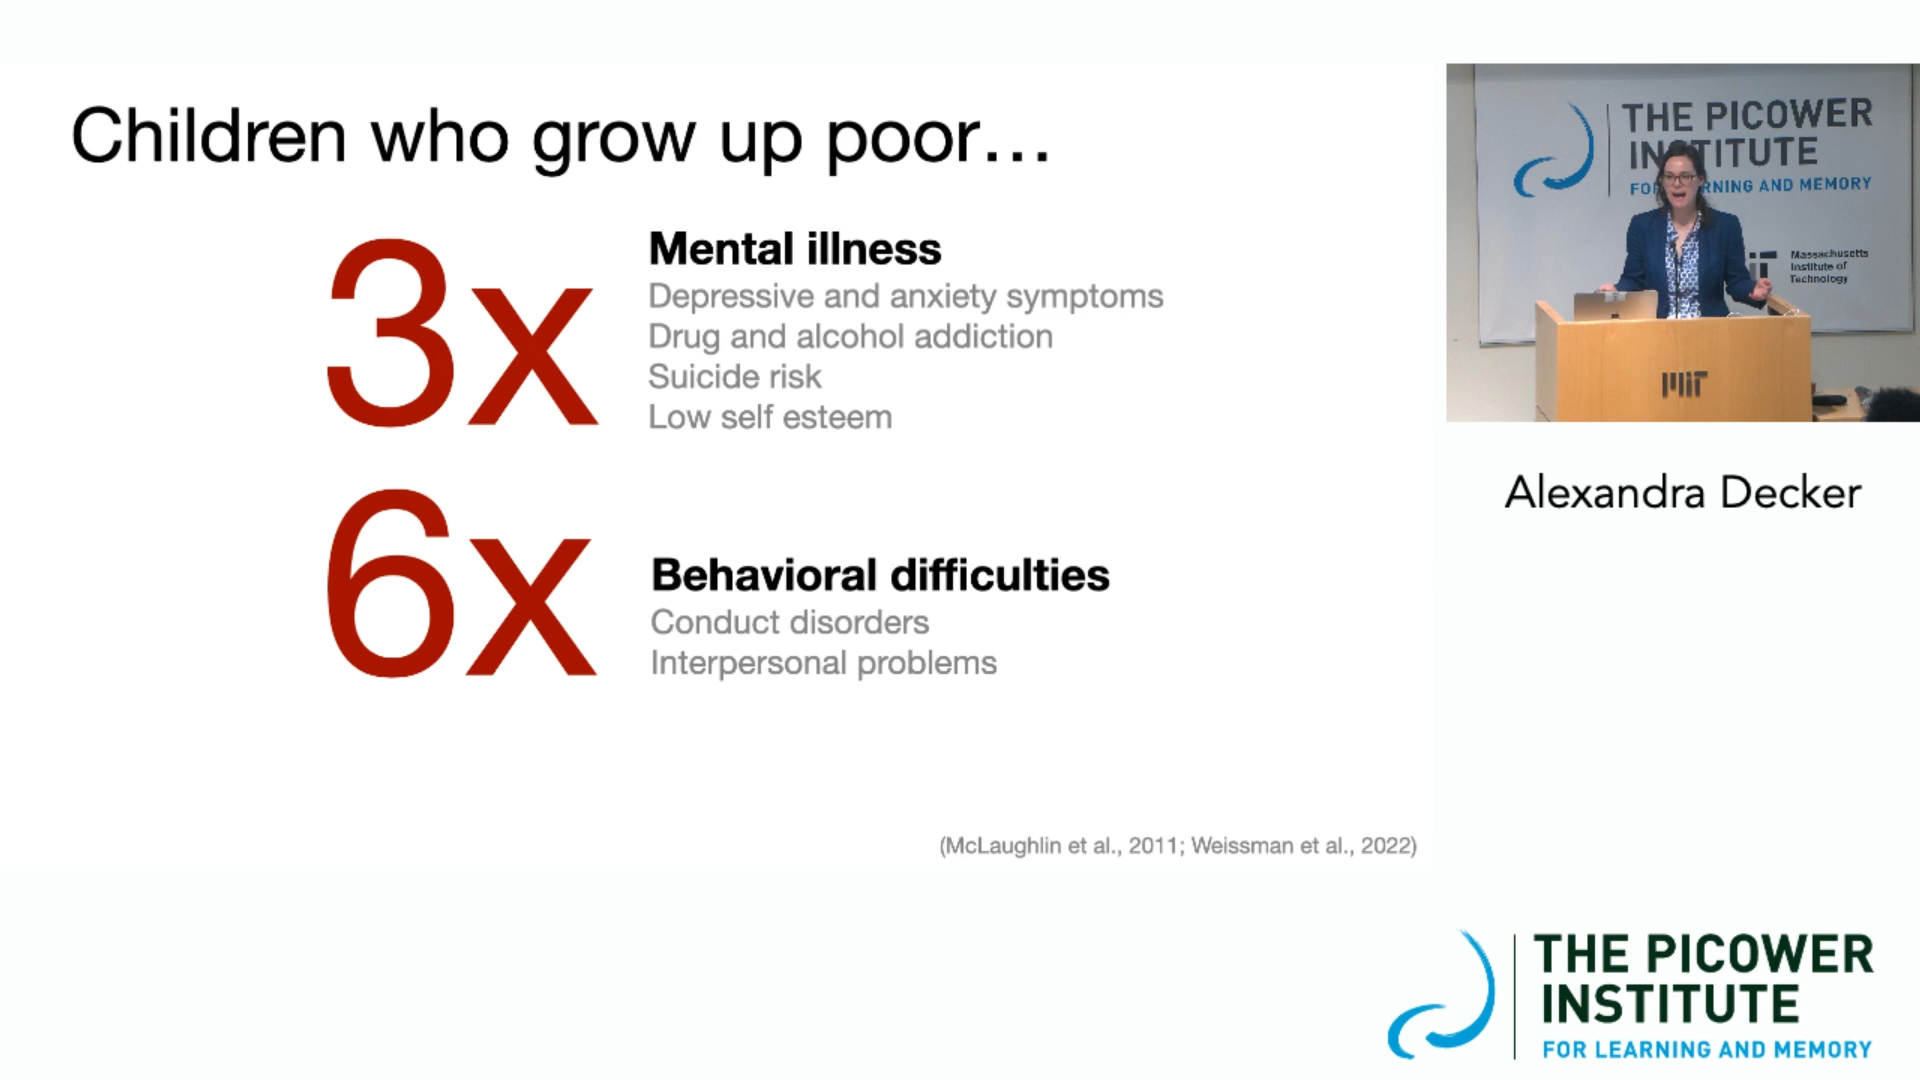 Children who grow up poor…
3x
Mental illness
Depressive and anxiety symptoms
Drug and alcohol addiction
Suicide risk
Low self esteem
6x
Behavioral difficulties
Conduct disorders
Interpersonal problems
(McLaughlin et al., 2011; Weissman et al., 2022)
THE PICOWER
INSTITUTE
FOR LEARNING AND MEMORY
Massachusetts
Institute of
Technology
MIT
Alexandra Decker
THE PICOWER
INSTITUTE
FOR LEARNING AND MEMORY